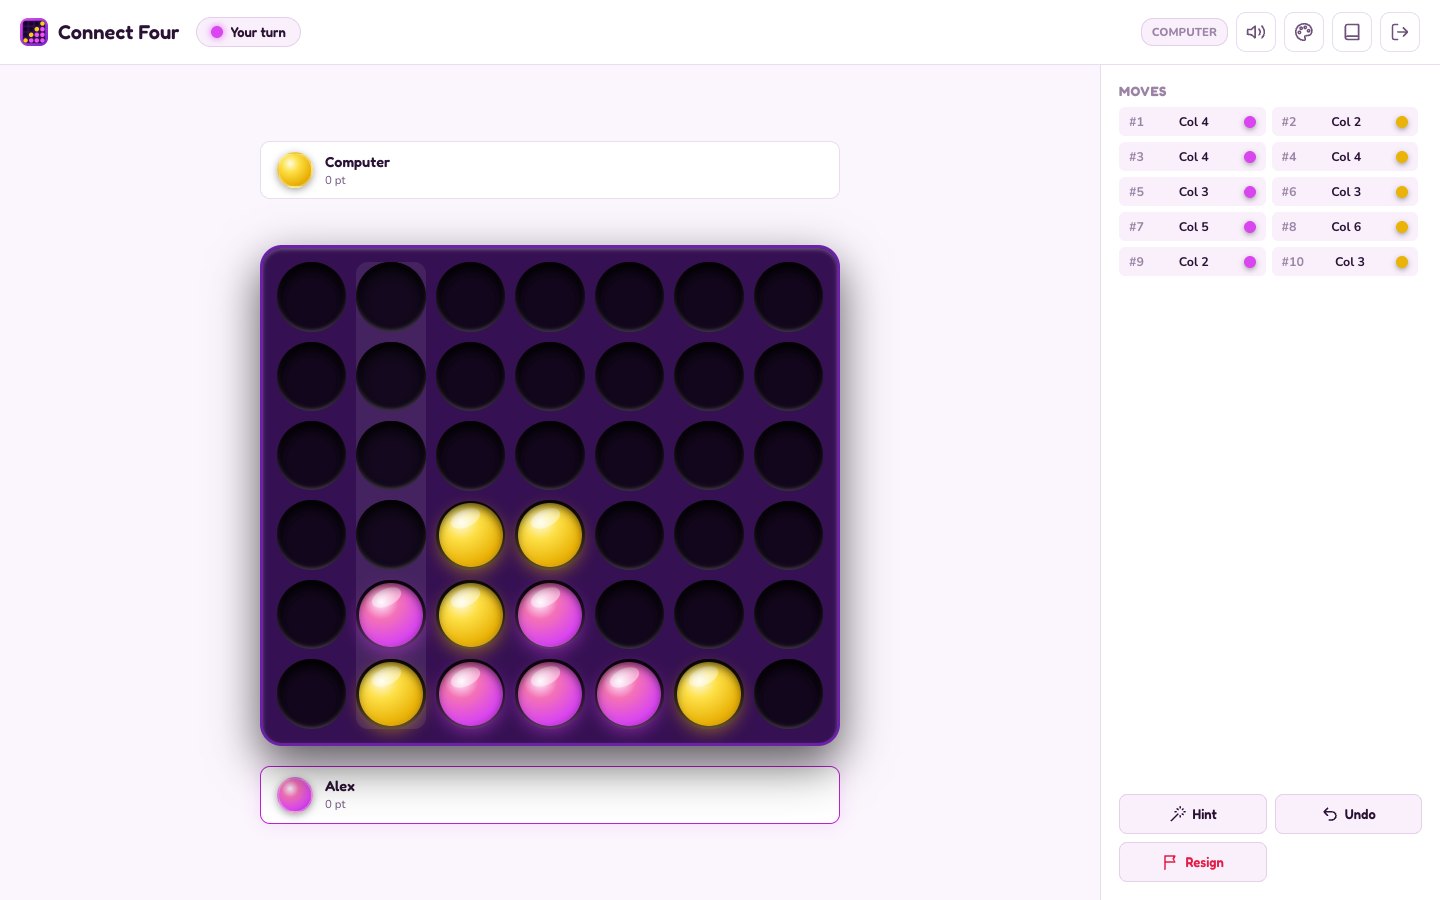 Connect Four
Your turn
COMPUTER
Computer
0 pt
Alex
0 pt
MOVES
#1 Col 4
#2 Col 2
#3 Col 4
#4 Col 4
#5 Col 3
#6 Col 3
#7 Col 5
#8 Col 6
#9 Col 2
#10 Col 3
Hint
Undo
Resign